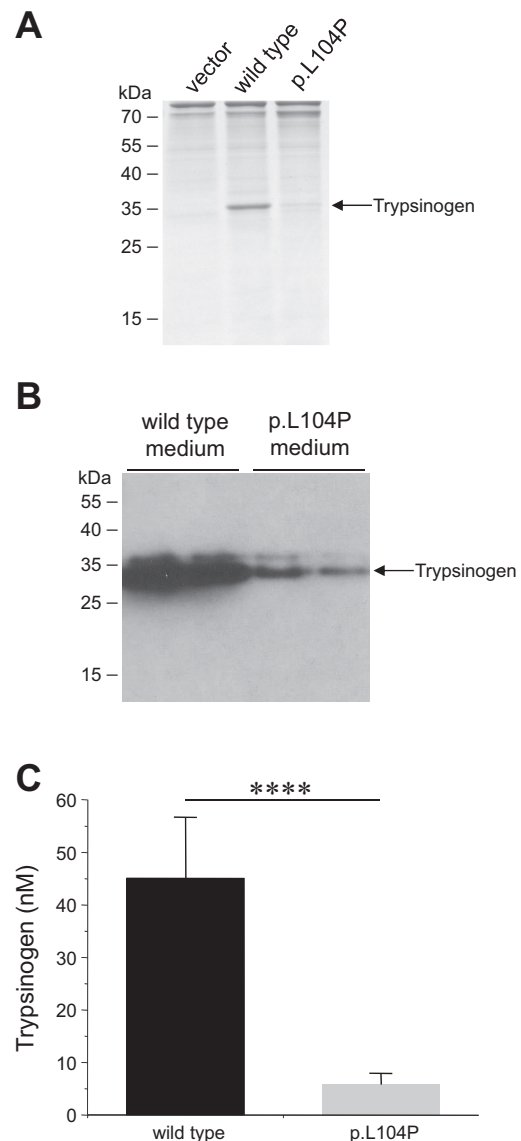 A
vector
wild type
p.L104P
kDa
70 –
55 –
40 –
35 –
Trypsinogen
25 –
15 –
B
wild type
medium
p.L104P
medium
kDa
55 –
40 –
35 –
Trypsinogen
25 –
15 –
C
****
Trypsinogen (nM)
60
50
40
30
20
10
0
wild type
p.L104P